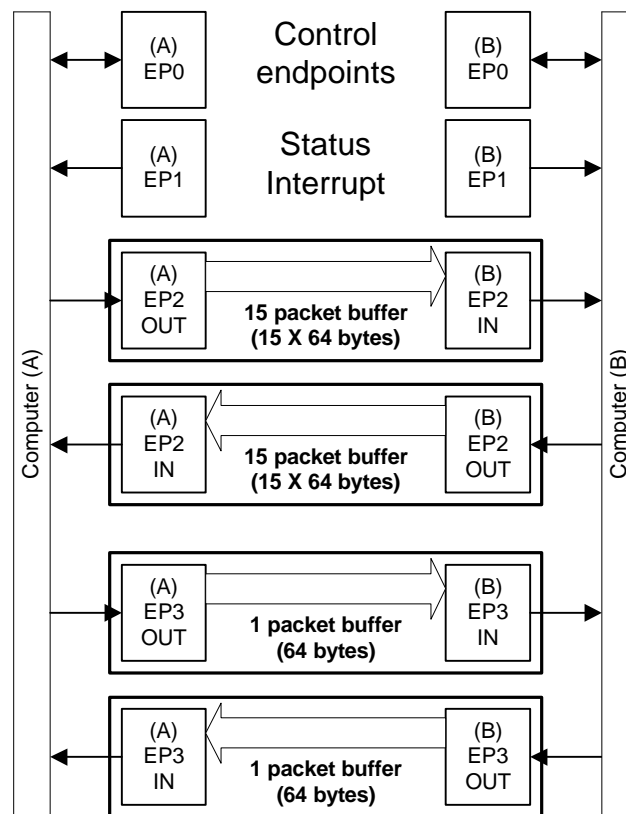 (A)
EP0
Control
endpoints
(B)
EP0
(A)
EP1
Status
Interrupt
(B)
EP1
Computer (A)
Computer (B)
(A)
EP2
OUT
15 packet buffer
(15 X 64 bytes)
(B)
EP2
IN
(A)
EP2
IN
15 packet buffer
(15 X 64 bytes)
(B)
EP2
OUT
(A)
EP3
OUT
1 packet buffer
(64 bytes)
(B)
EP3
IN
(A)
EP3
IN
1 packet buffer
(64 bytes)
(B)
EP3
OUT